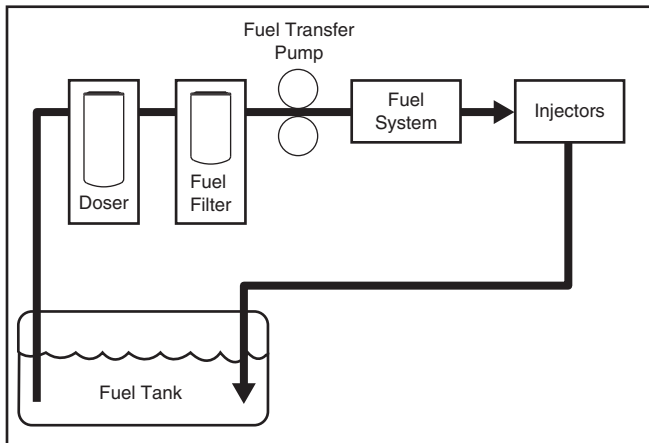 Fuel Transfer
Pump
Doser
Fuel
Filter
Fuel
System
Injectors
Fuel Tank